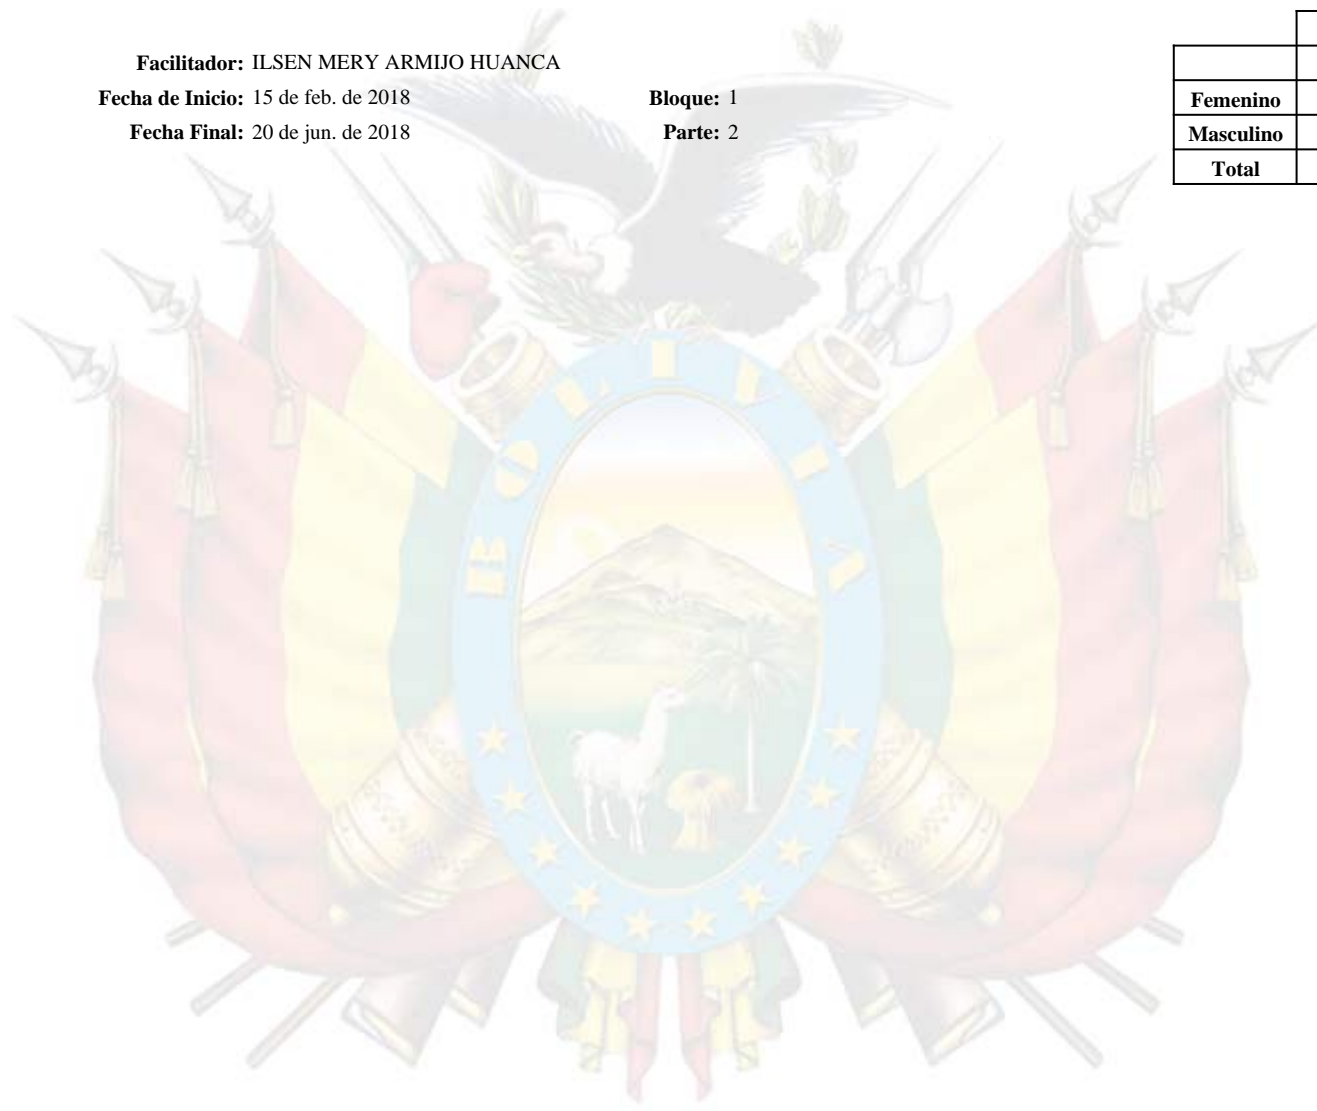 Facilitador: ILSEN MERY ARMIJO HUANCA
Fecha de Inicio: 15 de feb. de 2018 Bloque: 1
Fecha Final: 20 de jun. de 2018 Parte: 2
Femenino
Masculino
Total
BOLIVIA